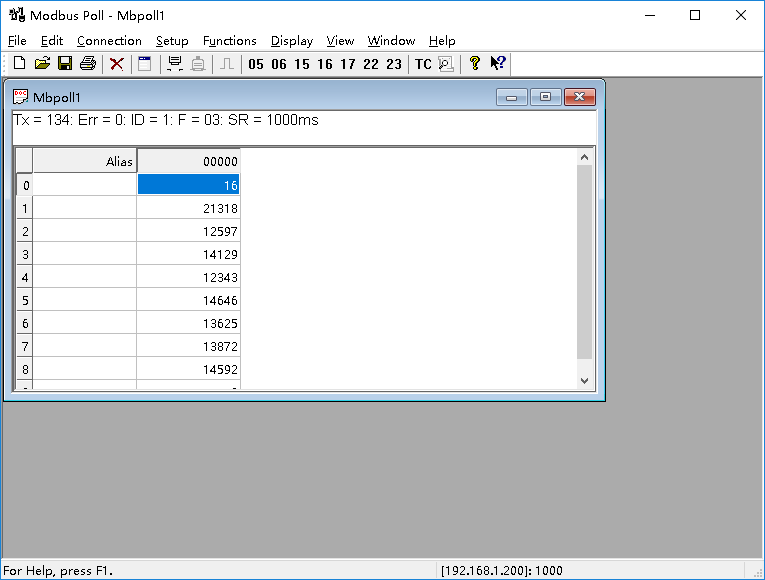 Modbus Poll - Mbpoll1
File Edit Connection Setup Functions Display View Window Help
05 06 15 16 17 22 23 TC
Mbpoll1
Tx = 134: Err = 0: ID = 1: F = 03: SR = 1000ms
Alias 00000
0 16
1 21318
2 12597
3 14129
4 12343
5 14646
6 13625
7 13872
8 14592
For Help, press F1. [192.168.1.200]: 1000